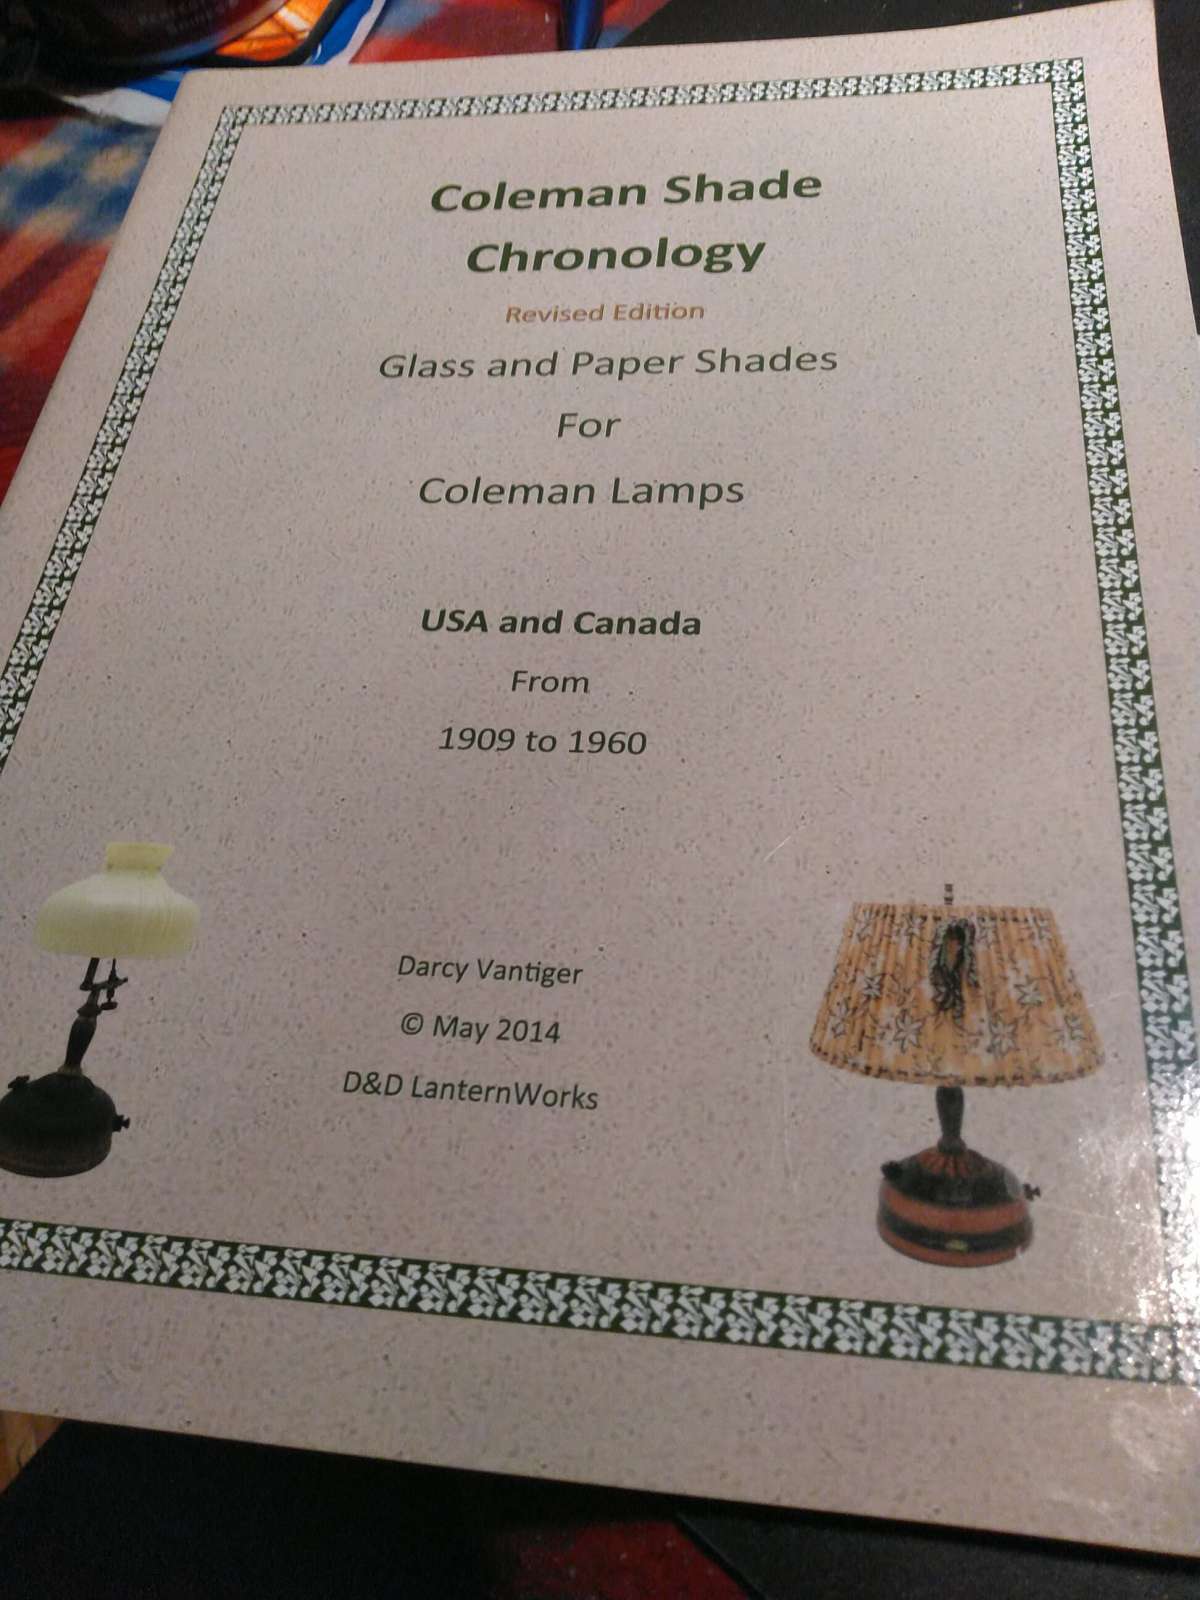 Coleman Shade
Chronology
Revised Edition
Glass and Paper Shades
For
Coleman Lamps
USA and Canada
From
1909 to 1960
Darcy Vantiger
© May 2014
D&D LanternWorks